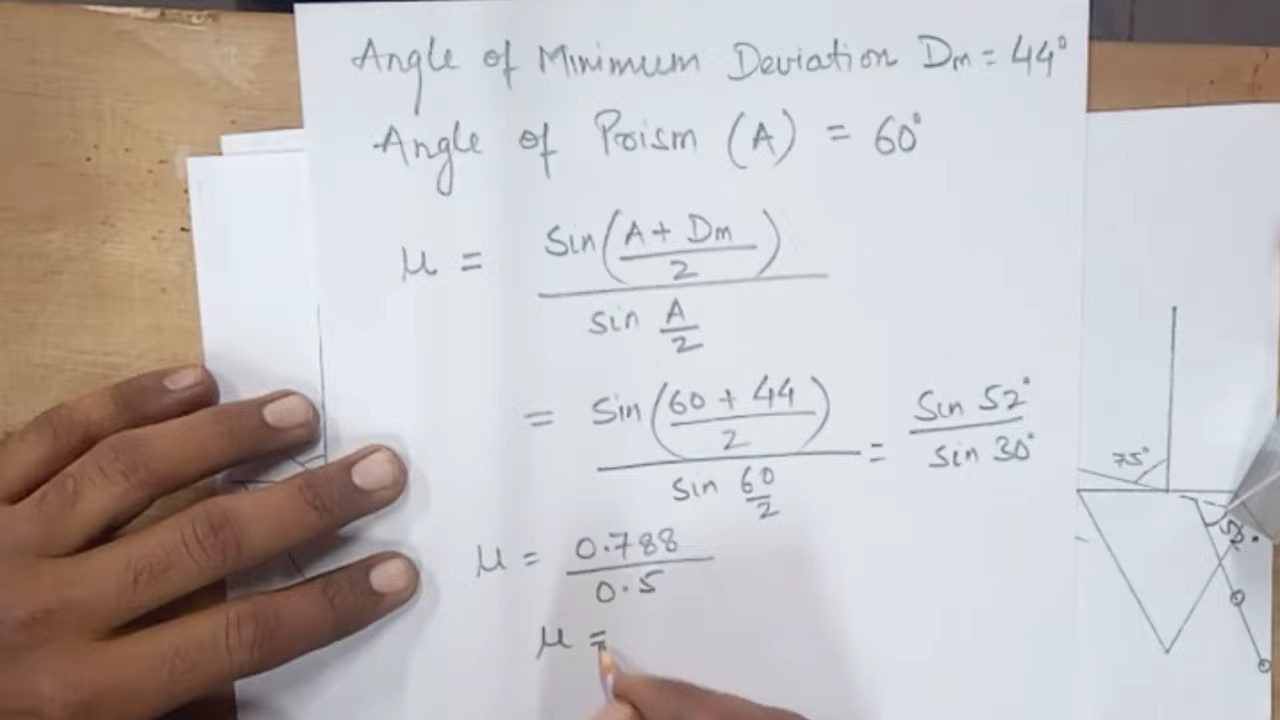 Angle of Minimum Deviation Dm = 44°
Angle of Prism (A) = 60°
μ = Sin((A + Dm)/2) / sin A/2
= Sin((60 + 44)/2) / sin 60/2 = Sin 52° / sin 30°
μ = 0.788 / 0.5
μ =
75°